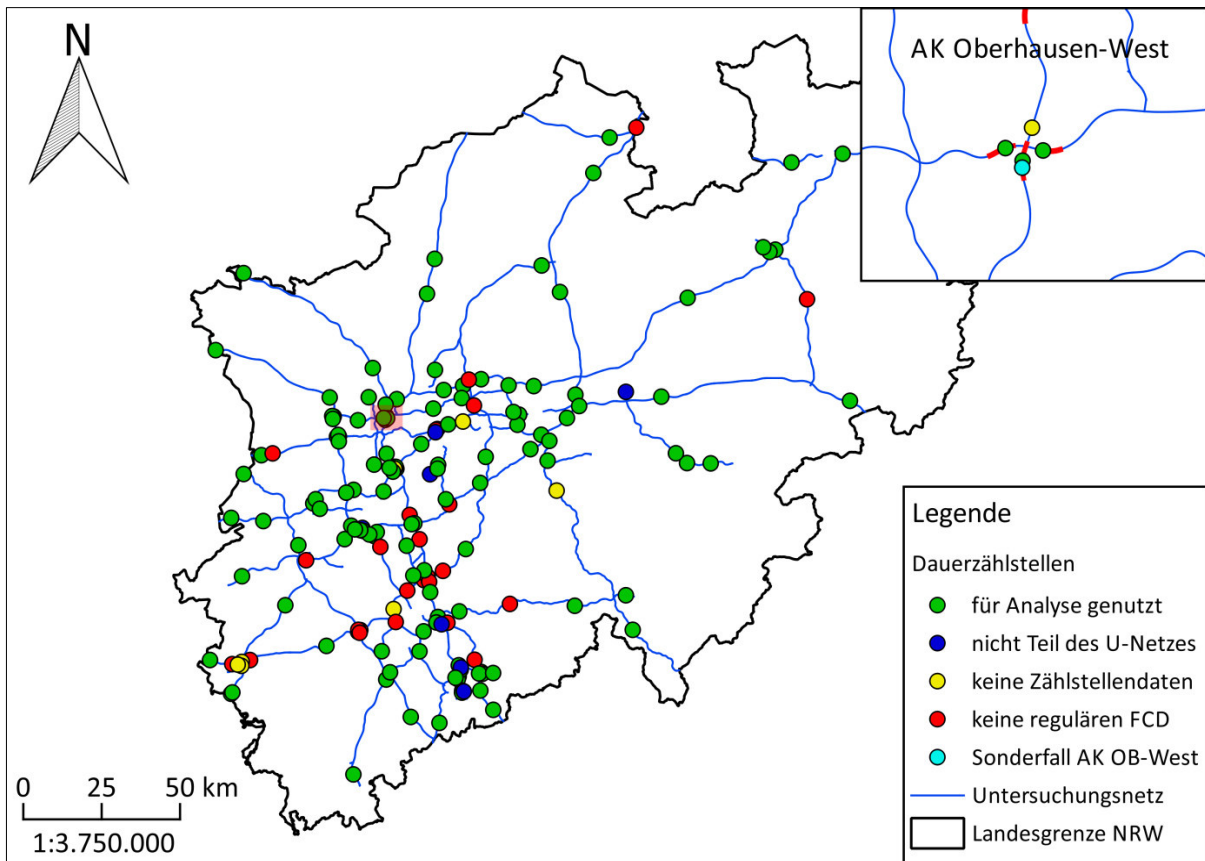 N
AK Oberhausen-West
Legende
Dauerzählstellen
für Analyse genutzt
nicht Teil des U-Netzes
keine Zählstellendaten
keine regulären FCD
Sonderfall AK OB-West
Untersuchungsnetz
Landesgrenze NRW
0 25 50 km
1:3.750.000